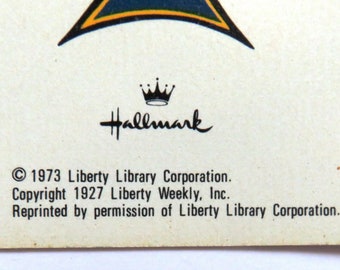 Hallmark
© 1973 Liberty Library Corporation.
Copyright 1927 Liberty Weekly, Inc.
Reprinted by permission of Liberty Library Corporation.